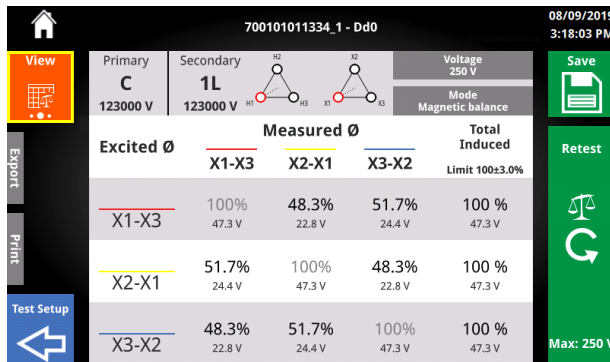 700101011334_1 - Dd0
08/09/2019
3:18:03 PM
View
Export
Print
Test Setup
Primary
C
123000 V
Secondary
1L
123000 V
H2
H1
H3
X2
X1
X3
Voltage
250 V
Mode
Magnetic balance
Excited Ø
Measured Ø
X1-X3 X2-X1 X3-X2
Total
Induced
Limit 100±3.0%
X1-X3
100% 48.3% 51.7% 100 %
47.3 V 22.8 V 24.4 V 47.3 V
X2-X1
51.7% 100% 48.3% 100 %
24.4 V 47.3 V 22.8 V 47.3 V
X3-X2
48.3% 51.7% 100% 100 %
22.8 V 24.4 V 47.3 V 47.3 V
Save
Retest
Max: 250 V